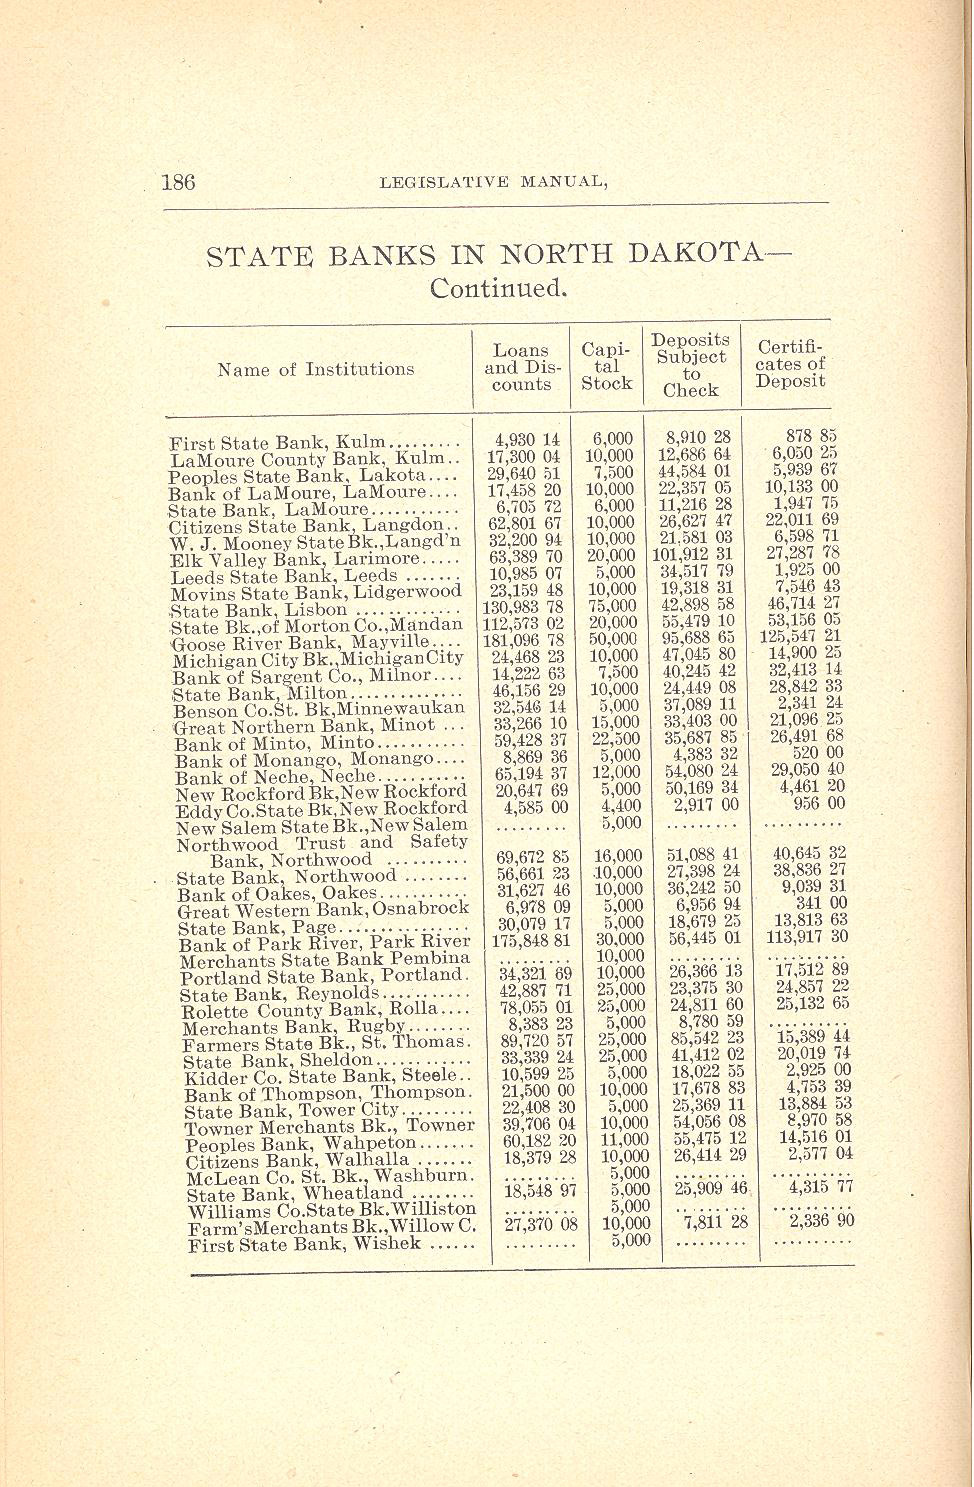 186 LEGISLATIVE MANUAL,
STATE BANKS IN NORTH DAKOTA—
Continued.
Name of Institutions | Loans and Discounts | Capital Stock | Deposits Subject to Check | Certificates of Deposit
First State Bank, Kulm......... 4,930 14 6,000 8,910 28 878 85
LaMoure County Bank, Kulm.. 17,300 04 10,000 12,686 64 6,050 25
Peoples State Bank, Lakota.... 29,640 51 7,500 44,584 01 5,939 67
Bank of LaMoure, LaMoure.... 17,458 20 10,000 22,357 05 10,133 00
State Bank, LaMoure........... 6,705 72 6,000 11,216 28 1,947 75
Citizens State Bank, Langdon.. 62,801 67 10,000 26,627 47 22,011 69
W. J. Mooney State Bk.,Langd'n 32,200 94 10,000 21.581 03 6,598 71
Elk Valley Bank, Larimore..... 63,389 70 20,000 101,912 31 27,287 78
Leeds State Bank, Leeds ....... 10,985 07 5,000 34,517 79 1,925 00
Movins State Bank, Lidgerwood 23,159 48 10,000 19,318 31 7,546 43
State Bank, Lisbon ............. 130,983 78 75,000 42,898 58 46,714 27
State Bk.,of Morton Co.,Mandan 112,573 02 20,000 55,479 10 53,156 05
Goose River Bank, Mayville.... 181,096 78 50,000 95,688 65 125,547 21
Michigan City Bk.,Michigan City 24,468 23 10,000 47,045 80 14,900 25
Bank of Sargent Co., Milnor.... 14,222 63 7,500 40,245 42 32,413 14
State Bank, Milton.............. 46,156 29 10,000 24,449 08 28,842 33
Benson Co.St. Bk,Minnewaukan 32,546 14 5,000 37,089 11 2,341 24
Great Northern Bank, Minot ... 33,266 10 15,000 33,403 00 21,096 25
Bank of Minto, Minto........... 59,428 37 22,500 35,687 85 26,491 68
Bank of Monango, Monango.... 8,869 36 5,000 4,383 32 520 00
Bank of Neche, Neche........... 65,194 37 12,000 54,080 24 29,050 40
New Rockford Bk,New Rockford 20,647 69 5,000 50,169 34 4,461 20
Eddy Co.State Bk,New Rockford 4,585 00 4,400 2,917 00 956 00
New Salem State Bk.,New Salem ......... 5,000 ......... ..........
Northwood Trust and Safety
Bank, Northwood .......... 69,672 85 16,000 51,088 41 40,645 32
State Bank, Northwood ........ 56,661 23 10,000 27,398 24 38,836 27
Bank of Oakes, Oakes........... 31,627 46 10,000 36,242 50 9,039 31
Great Western Bank, Osnabrock 6,978 09 5,000 6,956 94 341 00
State Bank, Page................ 30,079 17 5,000 18,679 25 13,813 63
Bank of Park River, Park River 175,848 81 30,000 56,445 01 113,917 30
Merchants State Bank Pembina ......... 10,000 ......... ..........
Portland State Bank, Portland. 34,321 69 10,000 26,366 13 17,512 89
State Bank, Reynolds........... 42,887 71 25,000 23,375 30 24,857 22
Rolette County Bank, Rolla.... 78,055 01 25,000 24,811 60 25,132 65
Merchants Bank, Rugby........ 8,383 23 5,000 8,780 59 ..........
Farmers State Bk., St. Thomas. 89,720 57 25,000 85,542 23 15,389 44
State Bank, Sheldon............ 33,339 24 25,000 41,412 02 20,019 74
Kidder Co. State Bank, Steele.. 10,599 25 5,000 18,022 55 2,925 00
Bank of Thompson, Thompson. 21,500 00 10,000 17,678 83 4,753 39
State Bank, Tower City......... 22,408 30 5,000 25,369 11 13,884 53
Towner Merchants Bk., Towner 39,706 04 10,000 54,056 08 8,970 58
Peoples Bank, Wahpeton....... 60,182 20 11,000 55,475 12 14,516 01
Citizens Bank, Walhalla ....... 18,379 28 10,000 26,414 29 2,577 04
McLean Co. St. Bk., Washburn. ......... 5,000 ......... ..........
State Bank, Wheatland ........ 18,548 97 5,000 25,909 46 4,315 77
Williams Co.State Bk.Williston ......... 5,000 ......... ..........
Farm'sMerchants Bk.,Willow C. 27,370 08 10,000 7,811 28 2,336 90
First State Bank, Wishek ...... ......... 5,000 ......... ..........